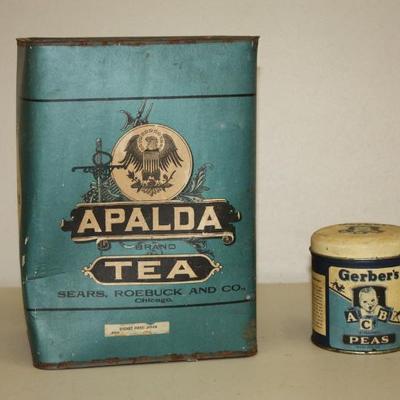 APALDA
BRAND
TEA
SEARS, ROEBUCK AND CO.,
Chicago.
Gerber's
A B
C
PEAS